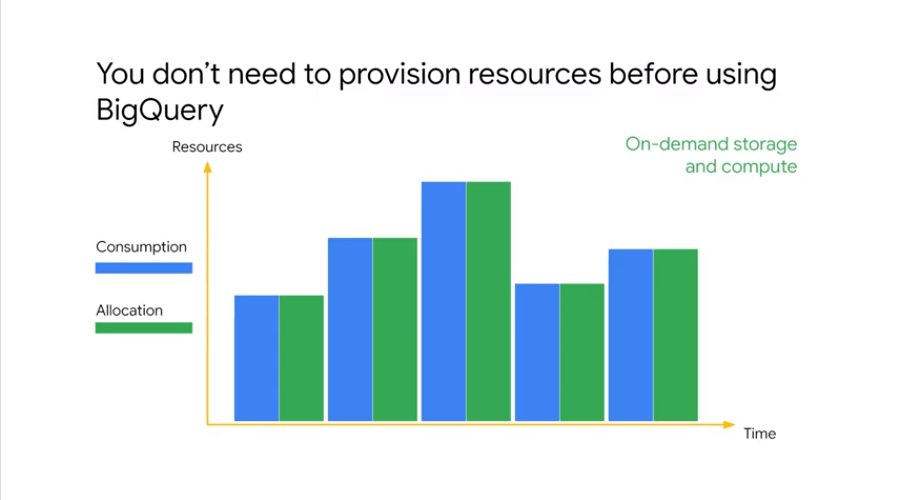 You don’t need to provision resources before using
BigQuery
Resources
On-demand storage
and compute
Consumption
Allocation
Time